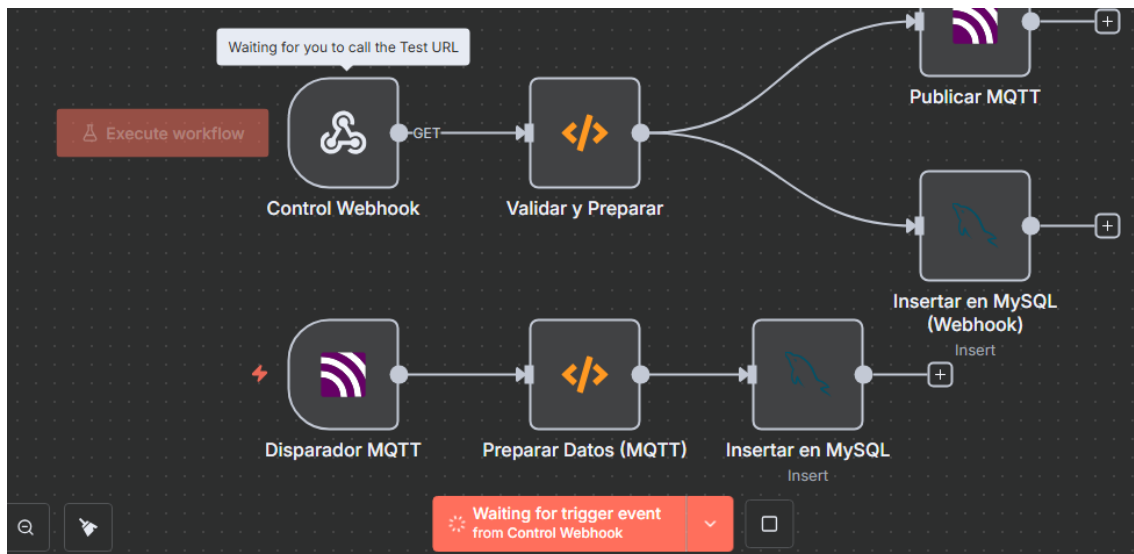 Waiting for you to call the Test URL
Publicar MQTT
Execute workflow
GET
Control Webhook
Validar y Preparar
Insertar en MySQL
(Webhook)
Insert
Disparador MQTT
Preparar Datos (MQTT)
Insertar en MySQL
Insert
Waiting for trigger event
from Control Webhook